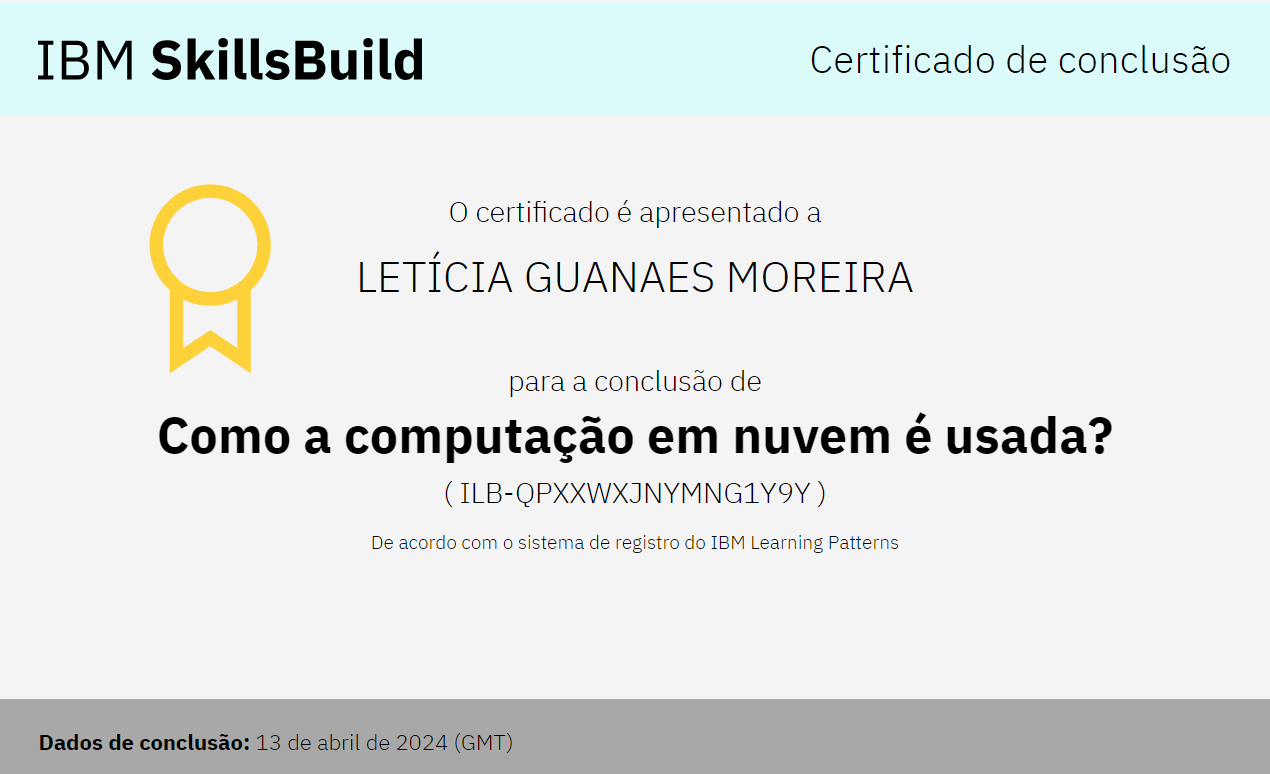 IBM SkillsBuild
Certificado de conclusão
O certificado é apresentado a
LETÍCIA GUANAES MOREIRA
para a conclusão de
Como a computação em nuvem é usada?
( ILB-QPXXWXJNYMNG1Y9Y )
De acordo com o sistema de registro do IBM Learning Patterns
Dados de conclusão: 13 de abril de 2024 (GMT)